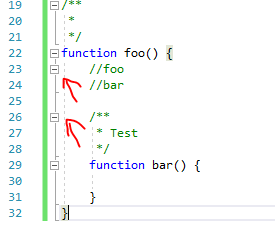 19 /**
20  *
21  */
22 function foo() {
23     //foo
24     //bar
25
26     /**
27      * Test
28      */
29     function bar() {
30
31     }
32 }